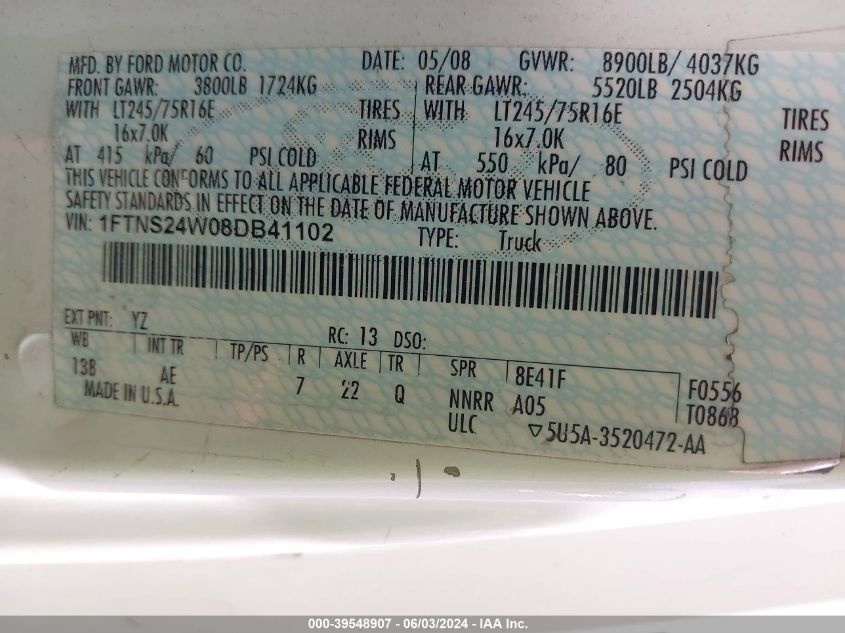 MFD. BY FORD MOTOR CO. DATE: 05/08 GVWR: 8900LB/ 4037KG
FRONT GAWR: 3800LB 1724KG REAR GAWR: 5520LB 2504KG
WITH LT245/75R16E TIRES WITH LT245/75R16E TIRES
16x7.0K RIMS 16x7.0K RIMS
AT 415 kPa/ 60 PSI COLD AT 550 kPa/ 80 PSI COLD
THIS VEHICLE CONFORMS TO ALL APPLICABLE FEDERAL MOTOR VEHICLE
SAFETY STANDARDS IN EFFECT ON THE DATE OF MANUFACTURE SHOWN ABOVE.
VIN: 1FTNS24W08DB41102 TYPE: Truck
EXT PNT: YZ RC: 13 DSO:
WB INT TR TP/PS R AXLE TR SPR 8E41F F0556
138 AE 7 22 Q NNRR A05 T0868
MADE IN U.S.A. ULC ▽5U5A-3520472-AA
000-39548907 - 06/03/2024 - IAA Inc.